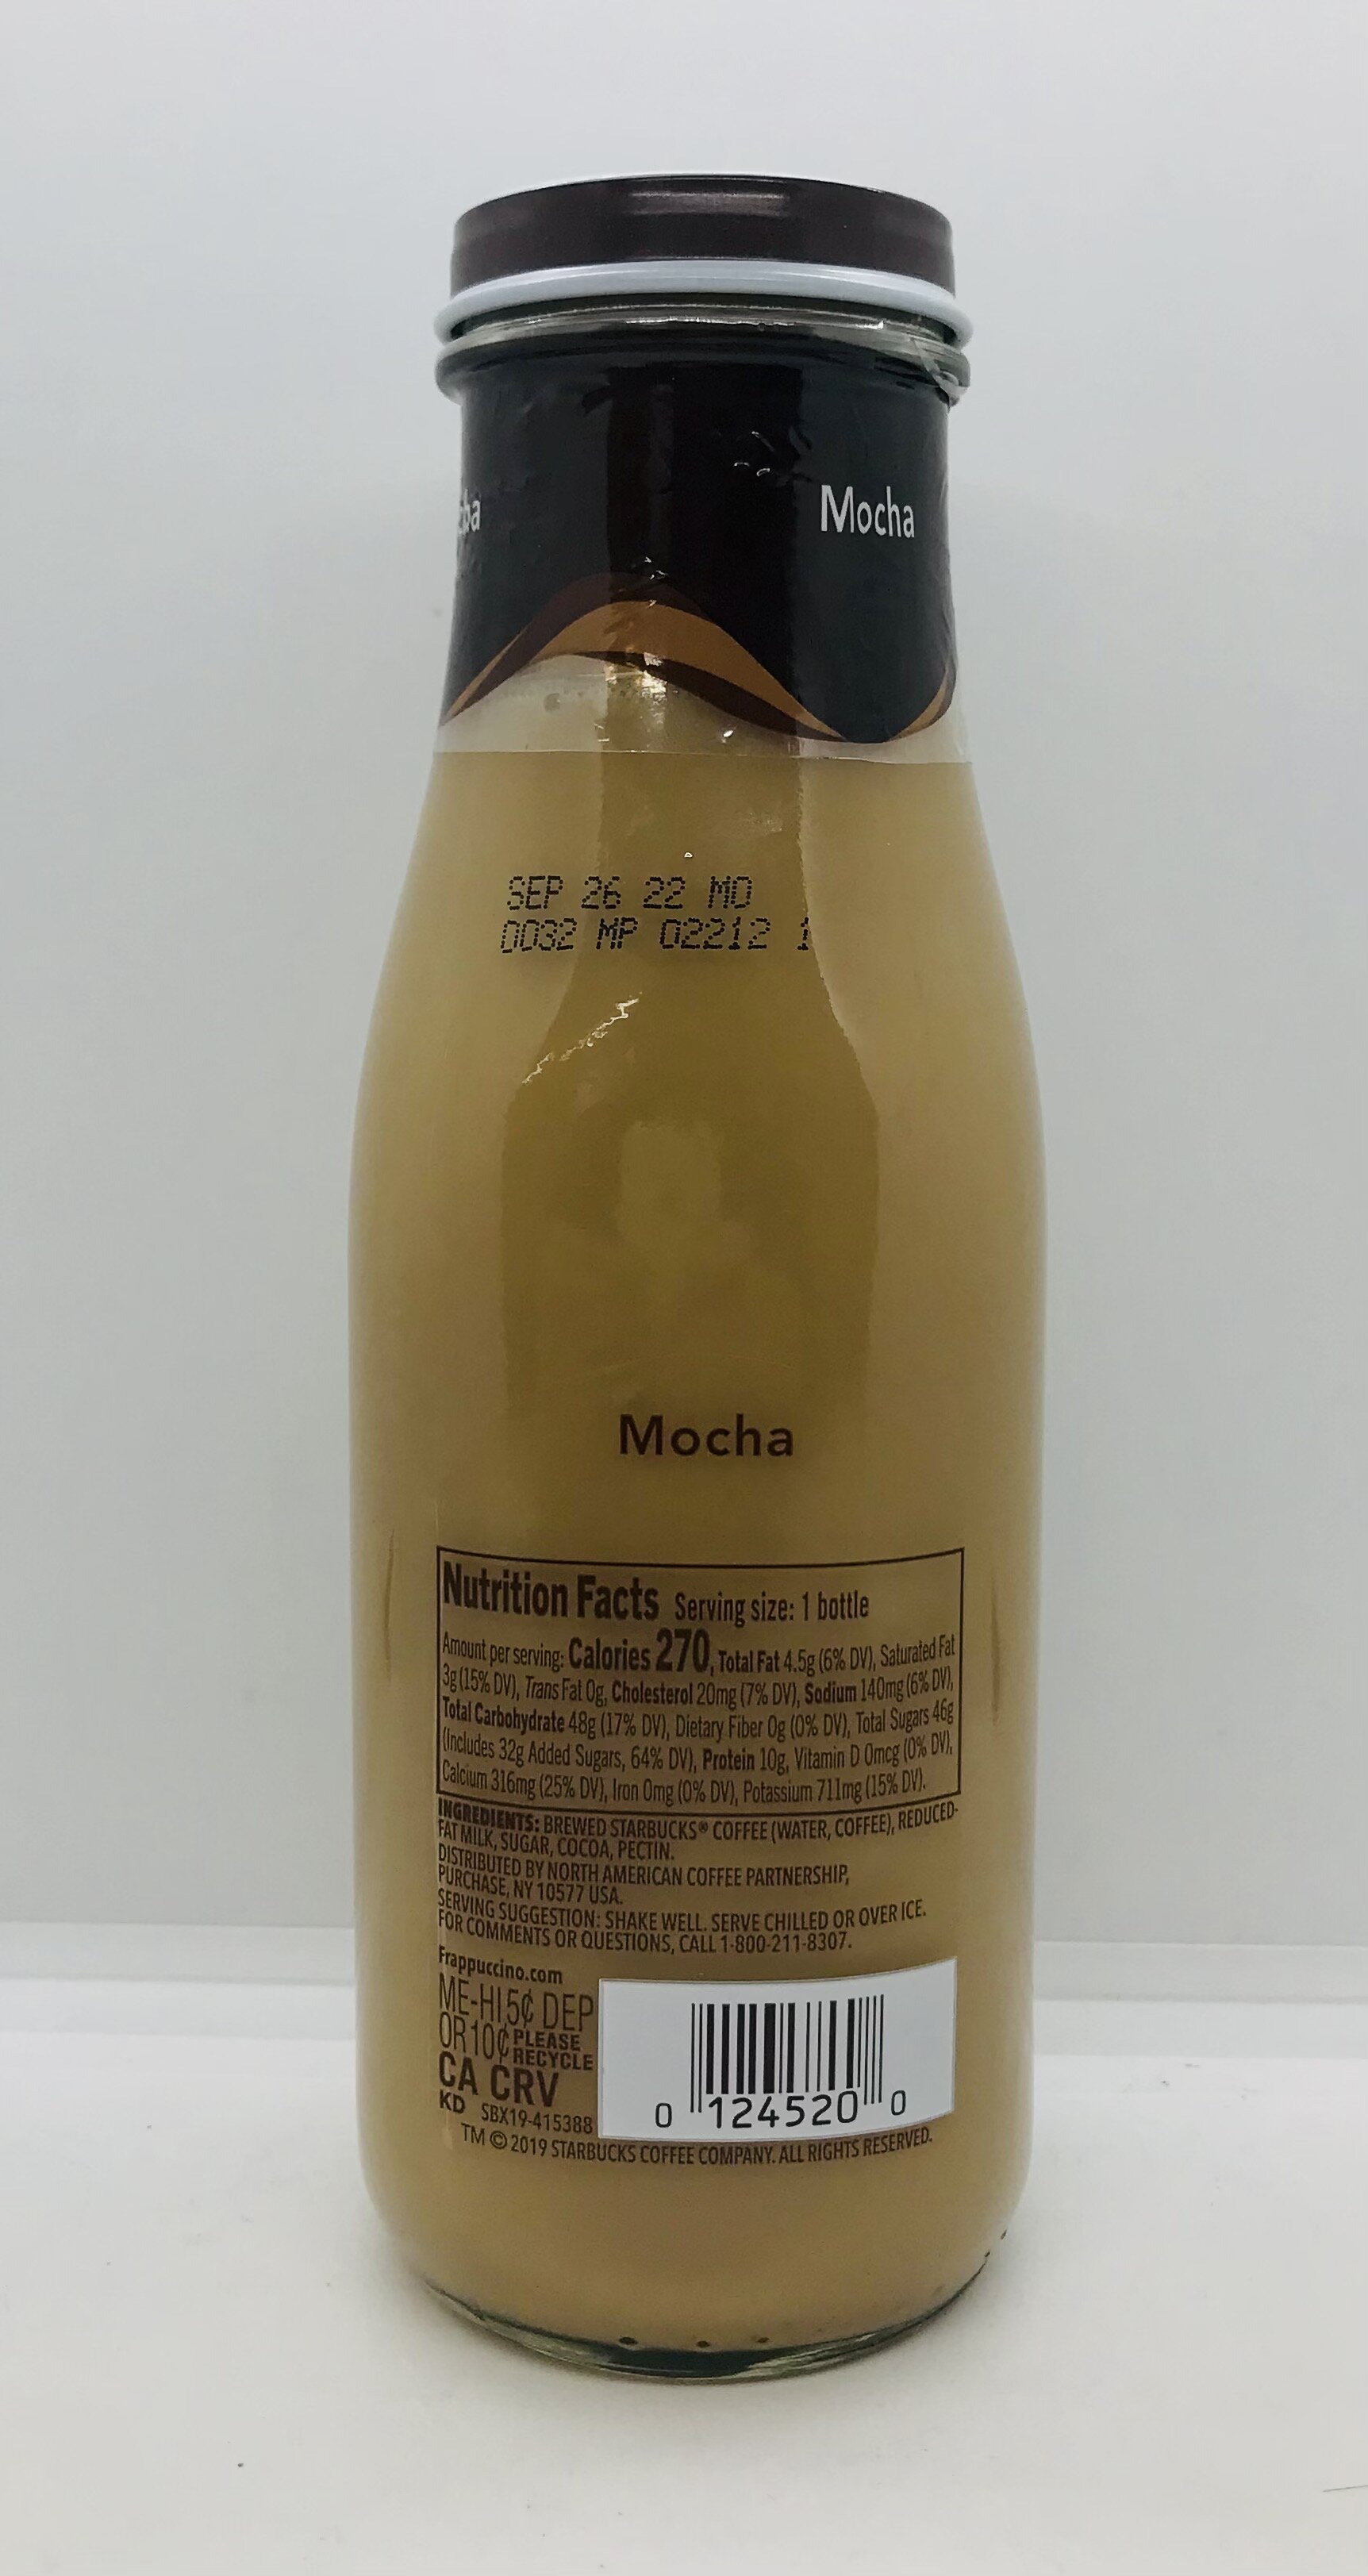 Mocha
SEP 26 22 MO
0032 MP 02212 1
Mocha
Nutrition Facts Serving size: 1 bottle
Amount per serving: Calories 270, Total Fat 4.5g (6% DV), Saturated Fat
3g (15% DV), Trans Fat 0g, Cholesterol 20mg (7% DV), Sodium 140mg (6% DV),
Total Carbohydrate 48g (17% DV), Dietary Fiber 0g (0% DV), Total Sugars 46g
(Includes 32g Added Sugars, 64% DV), Protein 10g, Vitamin D 0mcg (0% DV),
Calcium 316mg (25% DV), Iron 0mg (0% DV), Potassium 711mg (15% DV).
INGREDIENTS: BREWED STARBUCKS® COFFEE (WATER, COFFEE), REDUCED-
FAT MILK, SUGAR, COCOA, PECTIN.
DISTRIBUTED BY NORTH AMERICAN COFFEE PARTNERSHIP,
PURCHASE, NY 10577 USA.
SERVING SUGGESTION: SHAKE WELL. SERVE CHILLED OR OVER ICE.
FOR COMMENTS OR QUESTIONS, CALL 1-800-211-8307.
Frappuccino.com
ME-HI 5¢ DEP
OR 10¢ PLEASE RECYCLE
CA CRV
KD SBX19-415388
0 124520 0
TM © 2019 STARBUCKS COFFEE COMPANY. ALL RIGHTS RESERVED.